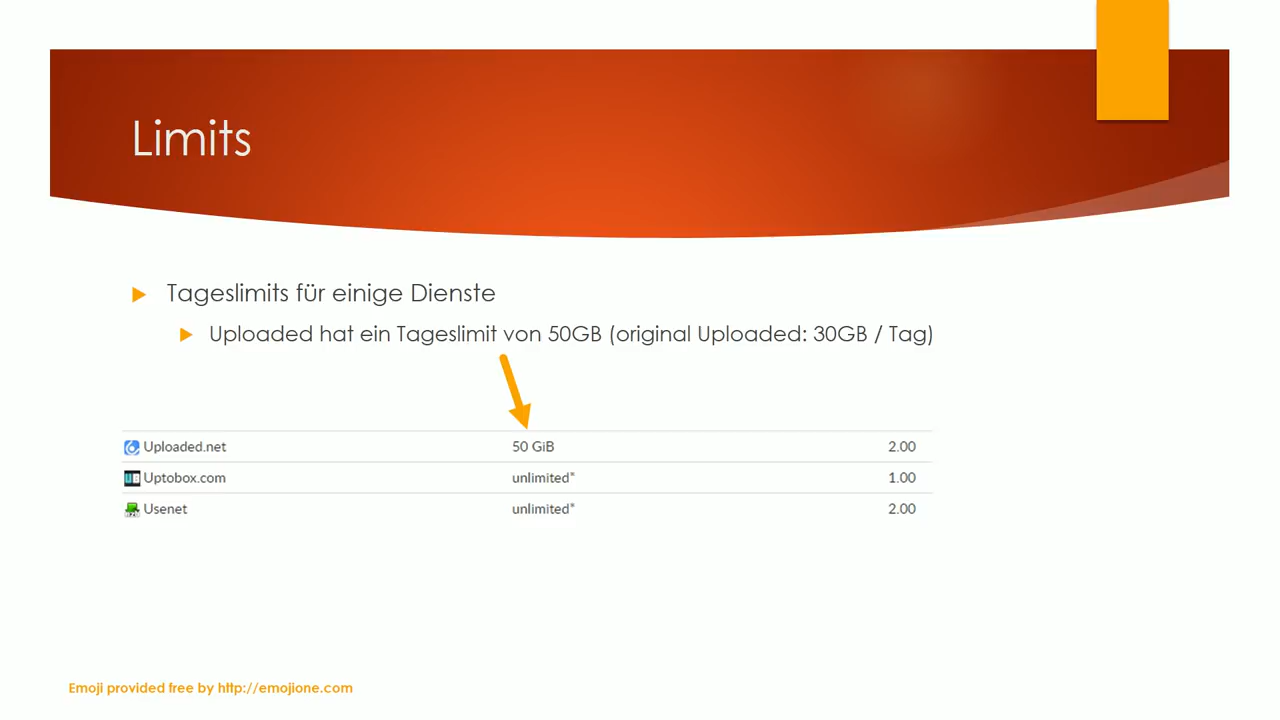 Limits
Tageslimits für einige Dienste
Uploaded hat ein Tageslimit von 50GB (original Uploaded: 30GB / Tag)
Uploaded.net 50 GiB 2.00
Uptobox.com unlimited* 1.00
Usenet unlimited* 2.00
Emoji provided free by http://emojione.com